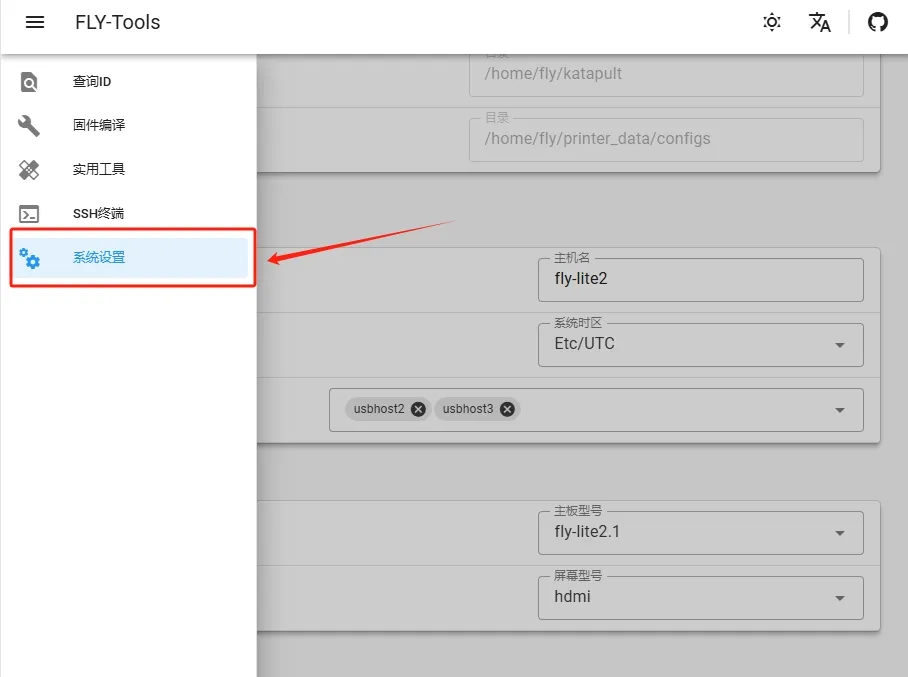 FLY-Tools
查询ID
固件编译
实用工具
SSH终端
系统设置
目录
/home/fly/katapult
目录
/home/fly/printer_data/configs
主机名
fly-lite2
系统时区
Etc/UTC
usbhost2 usbhost3
主板型号
fly-lite2.1
屏幕型号
hdmi